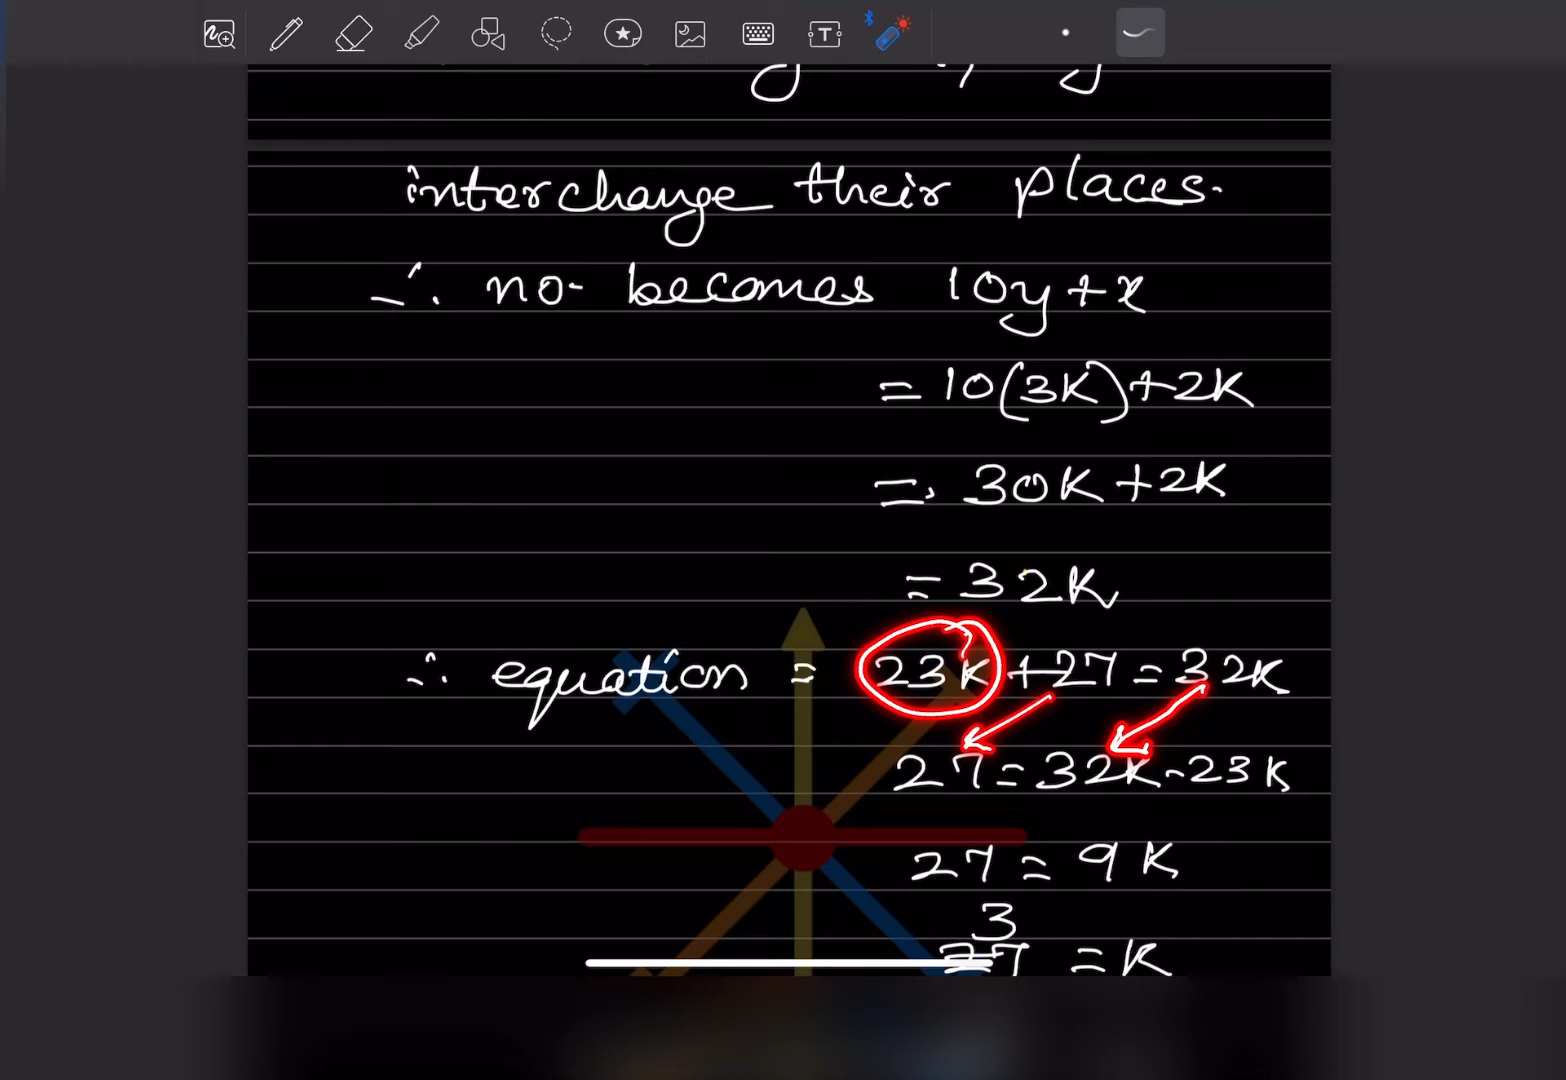 interchange their places.
∴ no. becomes 10y+x
= 10(3K)+2K
= 30K+2K
= 32K
∴ equation = 23K+27=32K
27=32K-23K
27=9K
3
27 =K